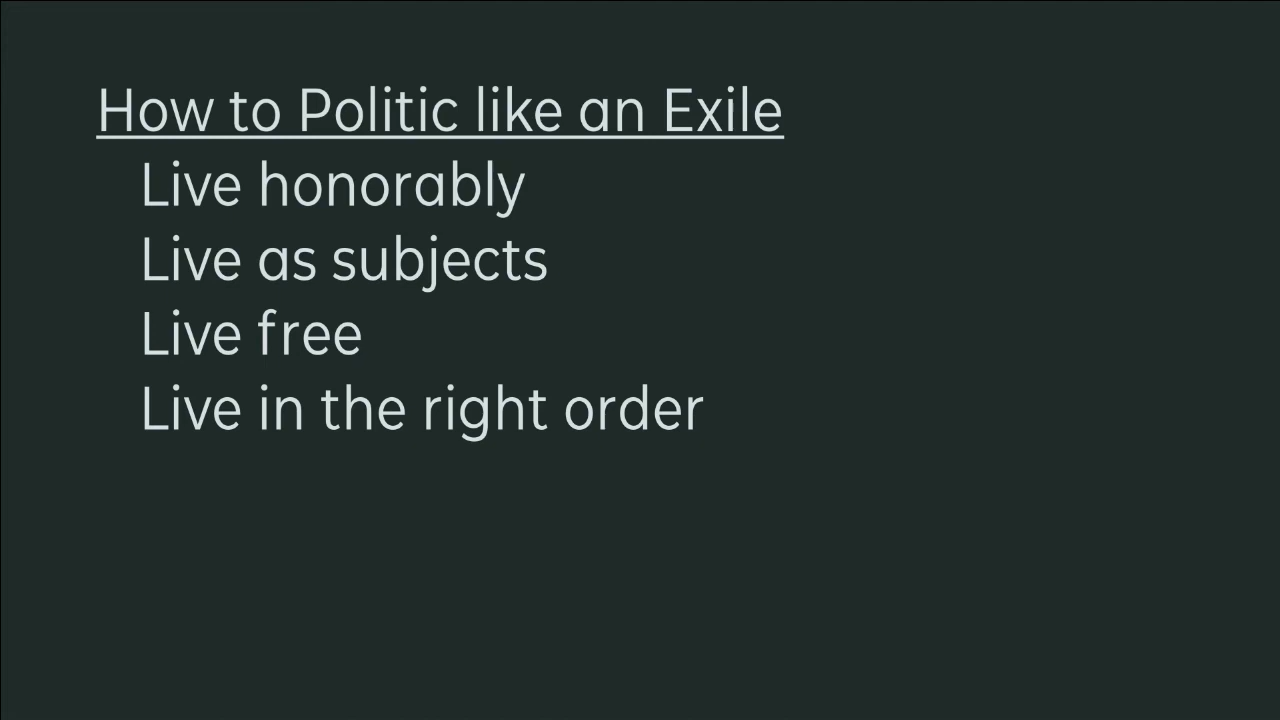 How to Politic like an Exile
Live honorably
Live as subjects
Live free
Live in the right order